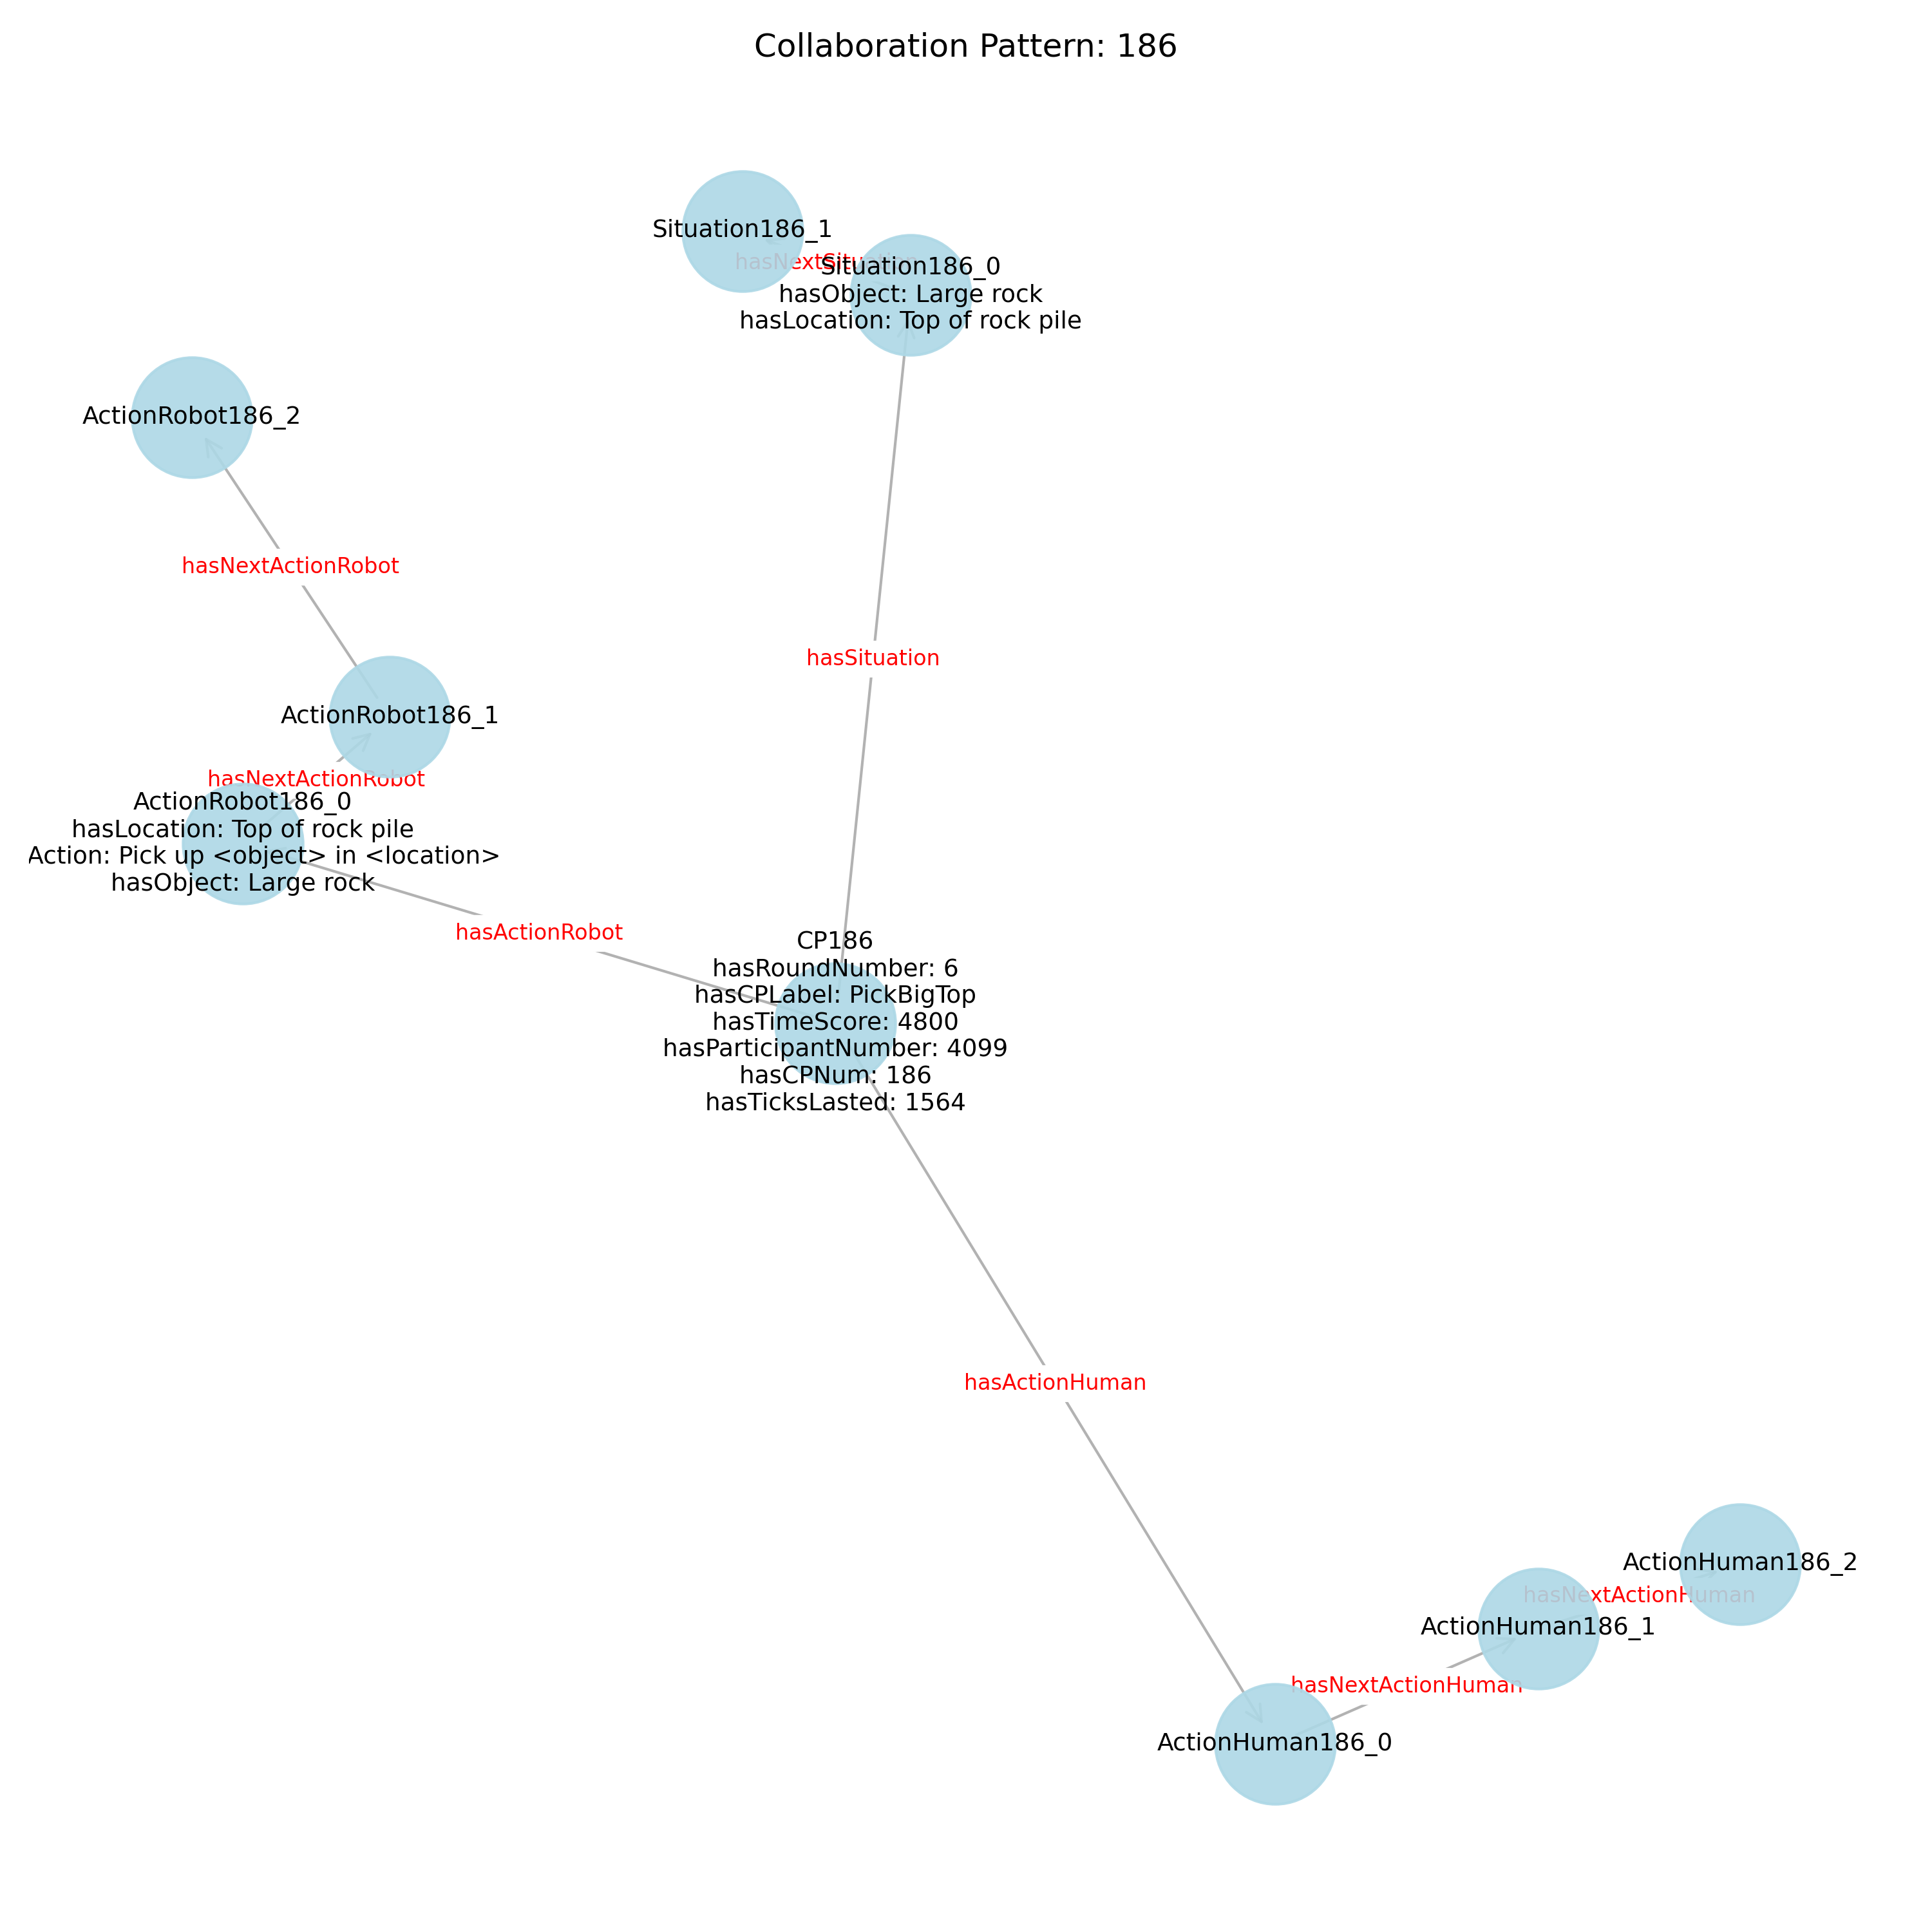 Collaboration Pattern: 186
Situation186_1
hasNextSituation
Situation186_0
hasObject: Large rock
hasLocation: Top of rock pile
ActionRobot186_2
hasNextActionRobot
hasSituation
ActionRobot186_1
hasNextActionRobot
ActionRobot186_0
hasLocation: Top of rock pile
Action: Pick up <object> in <location>
hasObject: Large rock
hasActionRobot
CP186
hasRoundNumber: 6
hasCPLabel: PickBigTop
hasTimeScore: 4800
hasParticipantNumber: 4099
hasCPNum: 186
hasTicksLasted: 1564
hasActionHuman
ActionHuman186_2
hasNextActionHuman
ActionHuman186_1
hasNextActionHuman
ActionHuman186_0